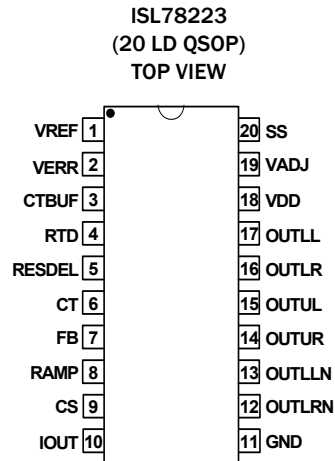 ISL78223
(20 LD QSOP)
TOP VIEW
VREF 1
20 SS
VERR 2
19 VADJ
CTBUF 3
18 VDD
RTD 4
17 OUTLL
RESDEL 5
16 OUTLR
CT 6
15 OUTUL
FB 7
14 OUTUR
RAMP 8
13 OUTLLN
CS 9
12 OUTLRN
IOUT 10
11 GND